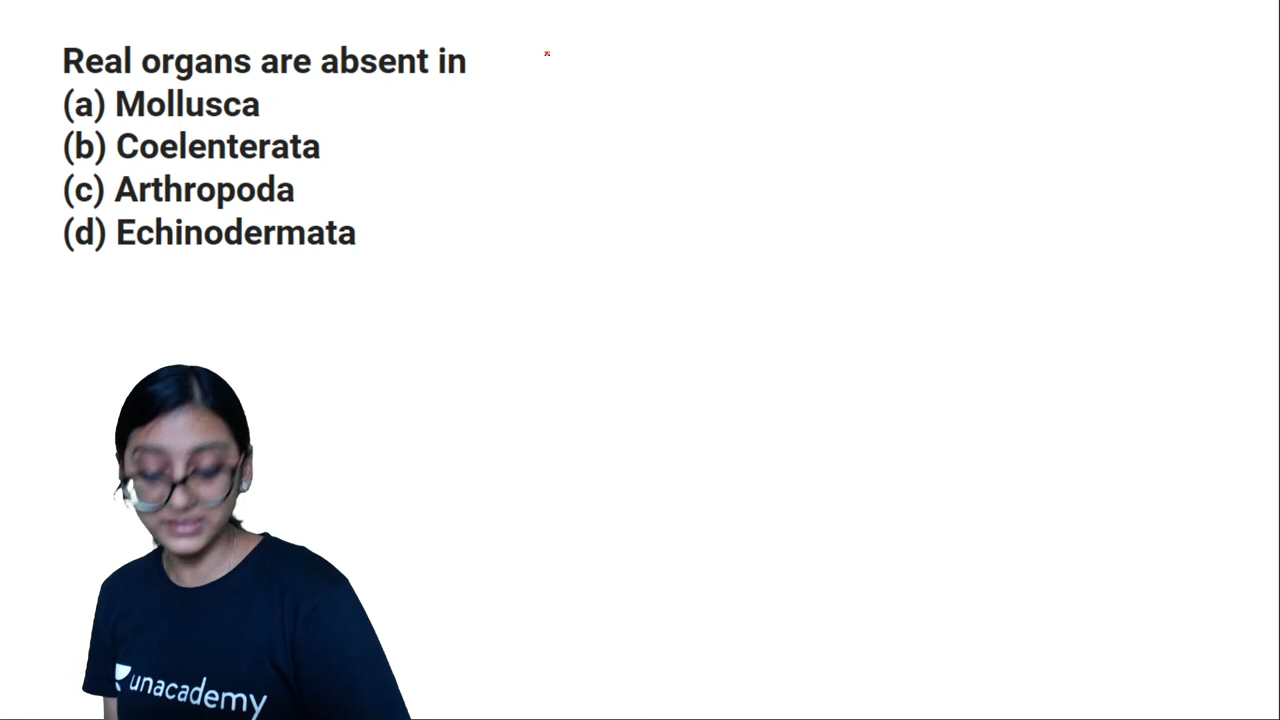 Real organs are absent in
(a) Mollusca
(b) Coelenterata
(c) Arthropoda
(d) Echinodermata
unacademy